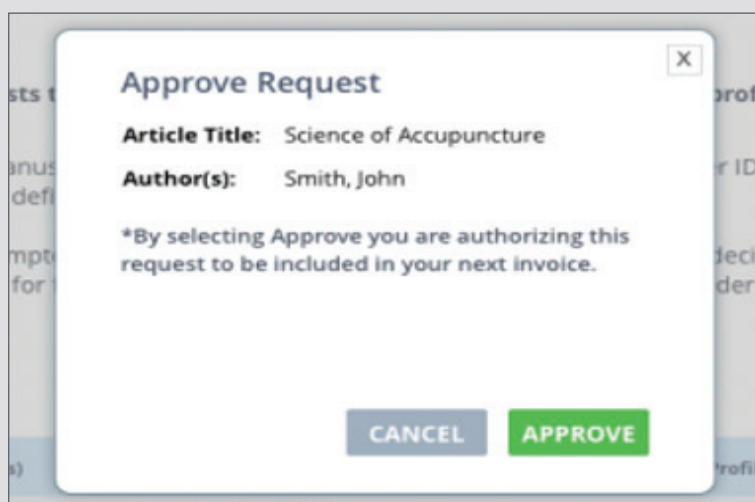 X
Approve Request
Article Title: Science of Accupuncture
Author(s): Smith, John
*By selecting Approve you are authorizing this
request to be included in your next invoice.
CANCEL APPROVE